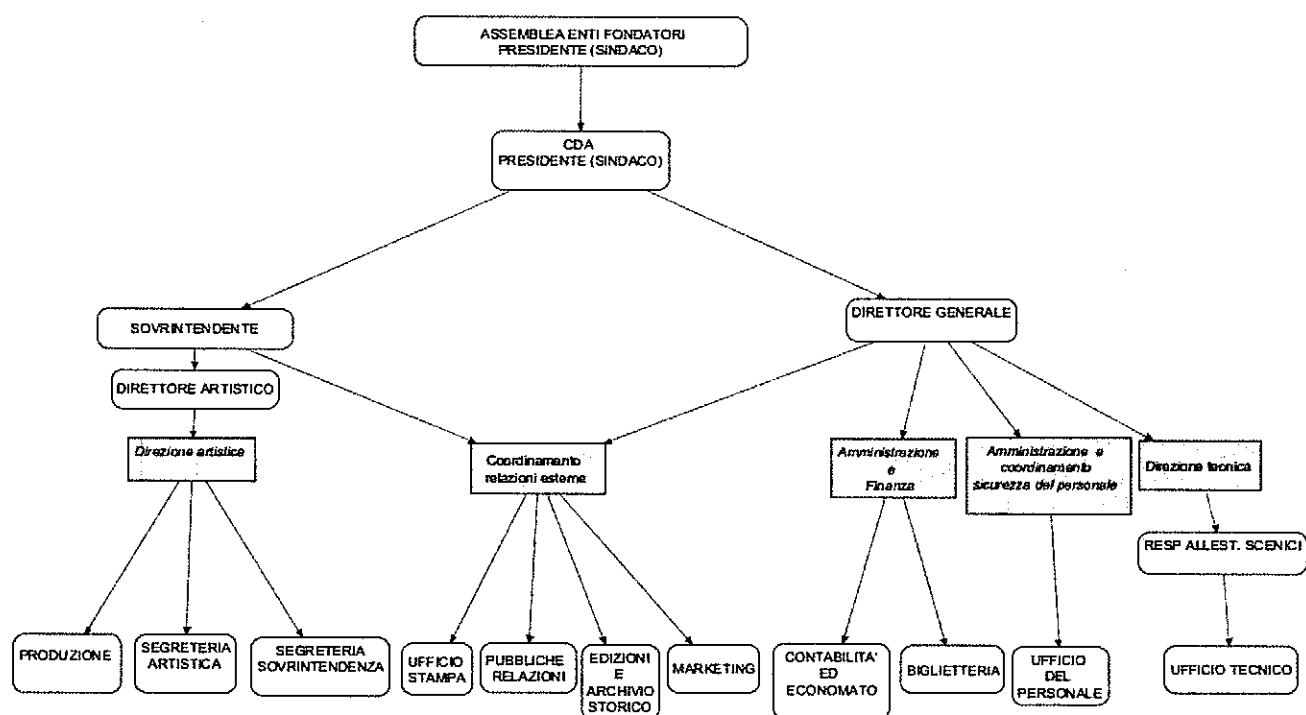 ASSEMBLEA ENTI FONDATORI
PRESIDENTE (SINDACO)
CDA
PRESIDENTE (SINDACO)
SOVRINTENDENTE
DIRETTORE GENERALE
DIRETTORE ARTISTICO
Direzione artistica
Coordinamento
relazioni esterne
Amministrazione
e
Finanza
Amministrazione e
coordinamento
sicurezza del personale
Direzione tecnica
RESP ALLEST. SCENICI
PRODUZIONE
SEGRETERIA
ARTISTICA
SEGRETERIA
SOVRINTENDENZA
UFFICIO
STAMPA
PUBBLICHE
RELAZIONI
EDIZIONI
E
ARCHIVIO
STORICO
MARKETING
CONTABILITA'
ED
ECONOMATO
BIGLIETTERIA
UFFICIO
DEL
PERSONALE
UFFICIO TECNICO